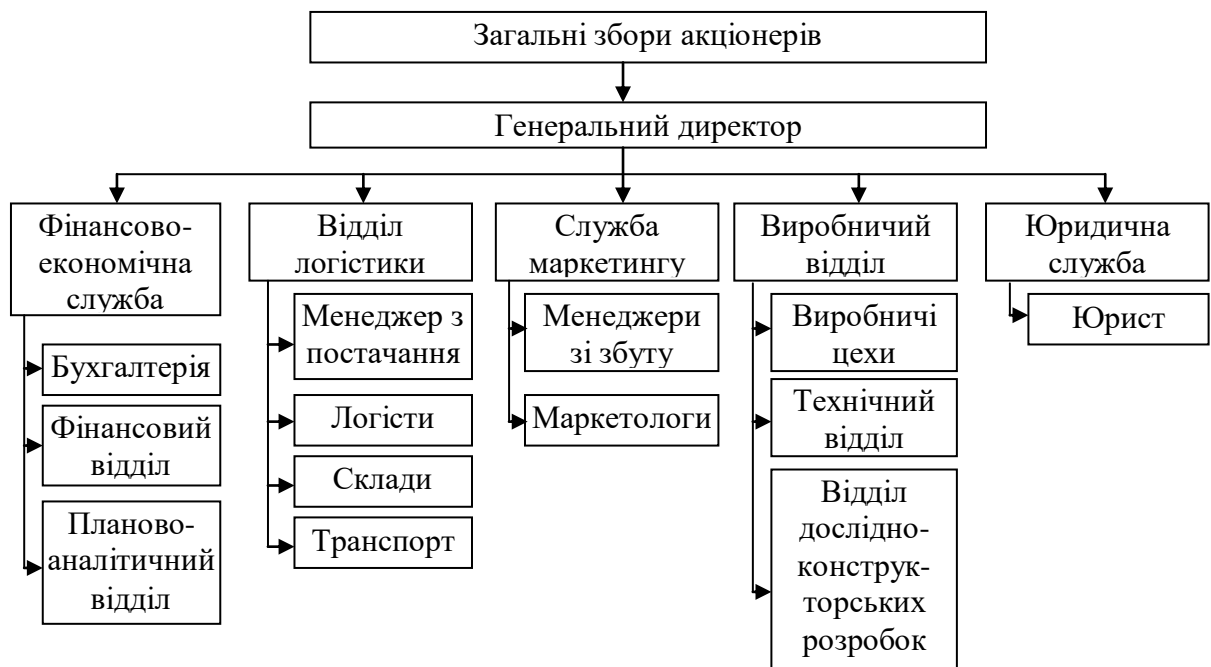 Загальні збори акціонерів
Генеральний директор
Фінансово-
економічна
служба
Бухгалтерія
Фінансовий
відділ
Планово-
аналітичний
відділ
Відділ
логістики
Менеджер з
постачання
Логісти
Склади
Транспорт
Служба
маркетингу
Менеджери
зі збуту
Маркетологи
Виробничий
відділ
Виробничі
цехи
Технічний
відділ
Відділ
дослідно-
конструк-
торських
розробок
Юридична
служба
Юрист